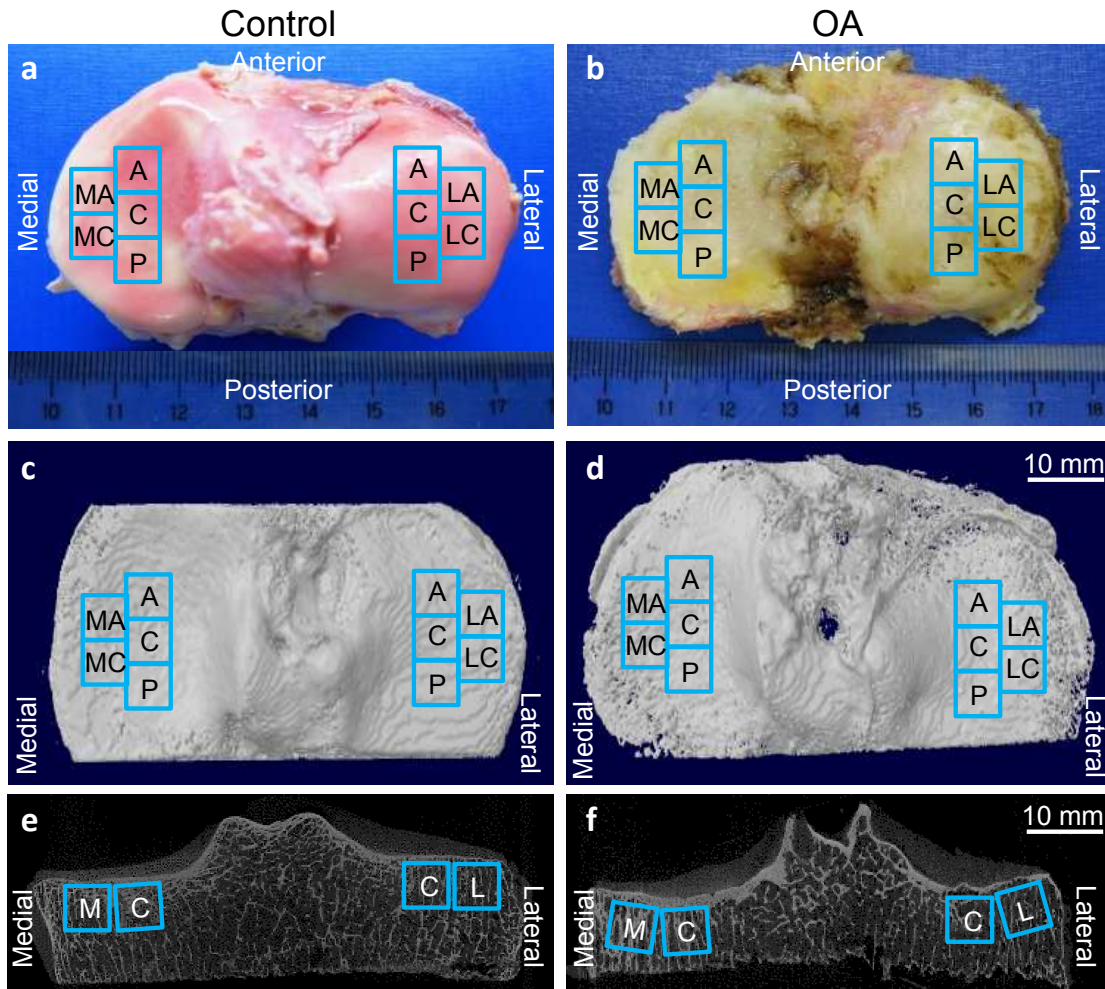 Control
OA
a
Anterior
Medial
MA
A
MC
C
P
A
LA
C
LC
P
Lateral
Posterior
10 11 12 13 14 15 16 17
b
Anterior
Medial
MA
A
MC
C
P
A
LA
C
LC
P
Lateral
Posterior
10 11 12 13 14 15 16 17 18
c
Medial
MA
A
MC
C
P
A
LA
C
LC
P
Lateral
d
10 mm
Medial
MA
A
MC
C
P
A
LA
C
LC
P
Lateral
e
Medial
M
C
C
L
Lateral
f
10 mm
Medial
M
C
C
L
Lateral